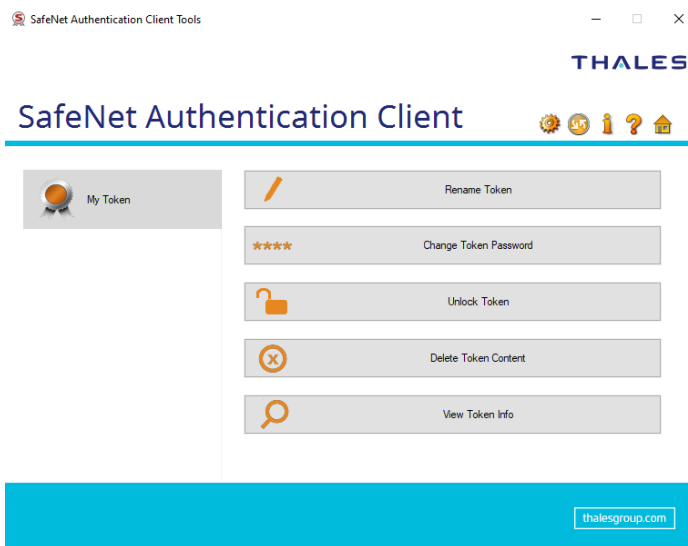 SafeNet Authentication Client Tools
THALES
SafeNet Authentication Client
My Token
Rename Token
**** Change Token Password
Unlock Token
Delete Token Content
View Token Info
thalesgroup.com